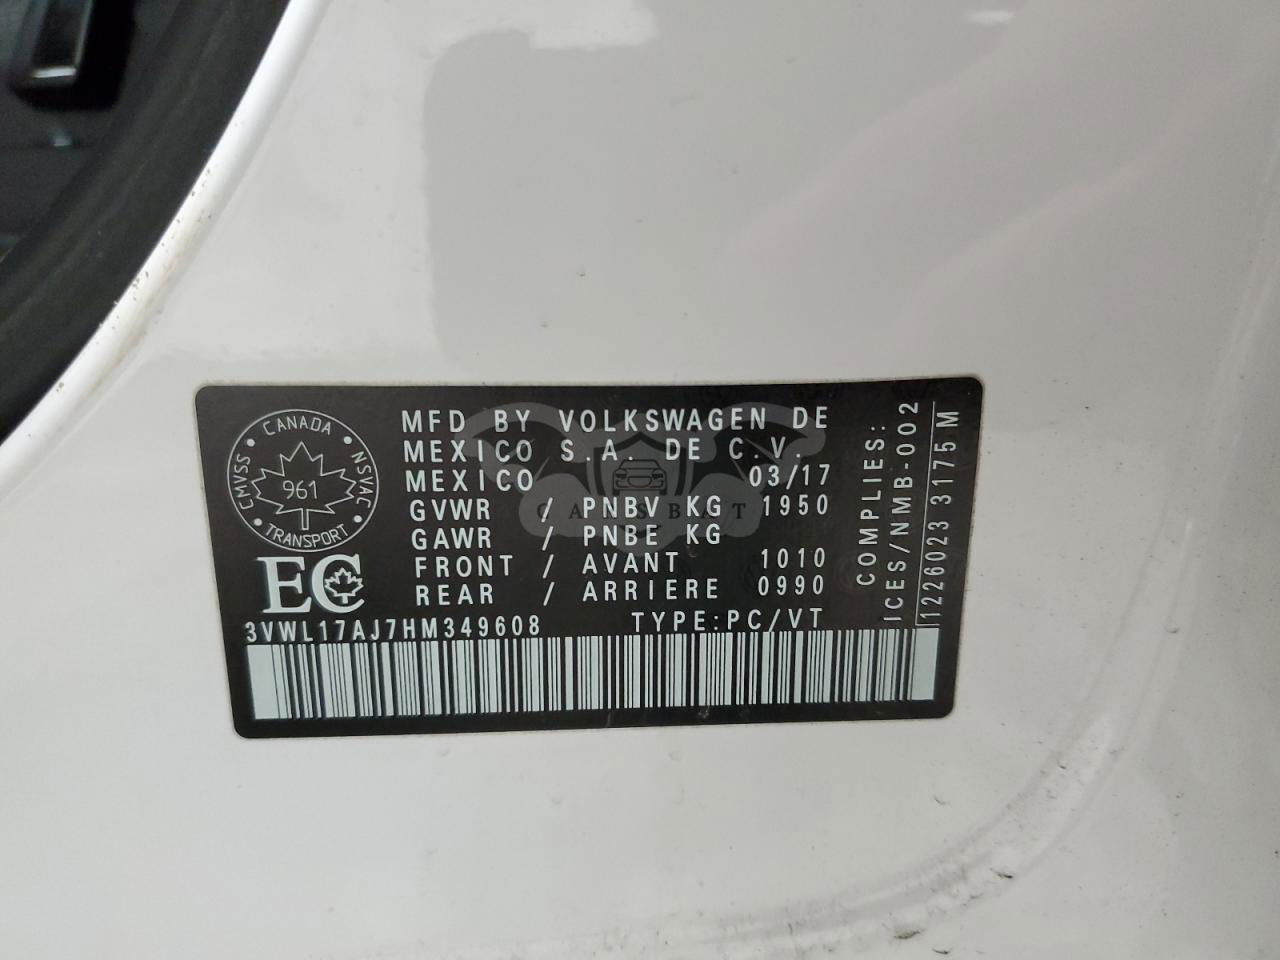 CANADA
CMVSS
NSVAC
961
TRANSPORT
EC
MFD BY VOLKSWAGEN DE
MEXICO S.A. DE C.V.
MEXICO 03/17
GVWR / PNBV KG 1950
GAWR / PNBE KG
FRONT / AVANT 1010
REAR / ARRIERE 0990
3VWL17AJ7HM349608 TYPE:PC/VT
COMPLIES:
ICES/NMB-002
1226023 3175 M
CARSBAT